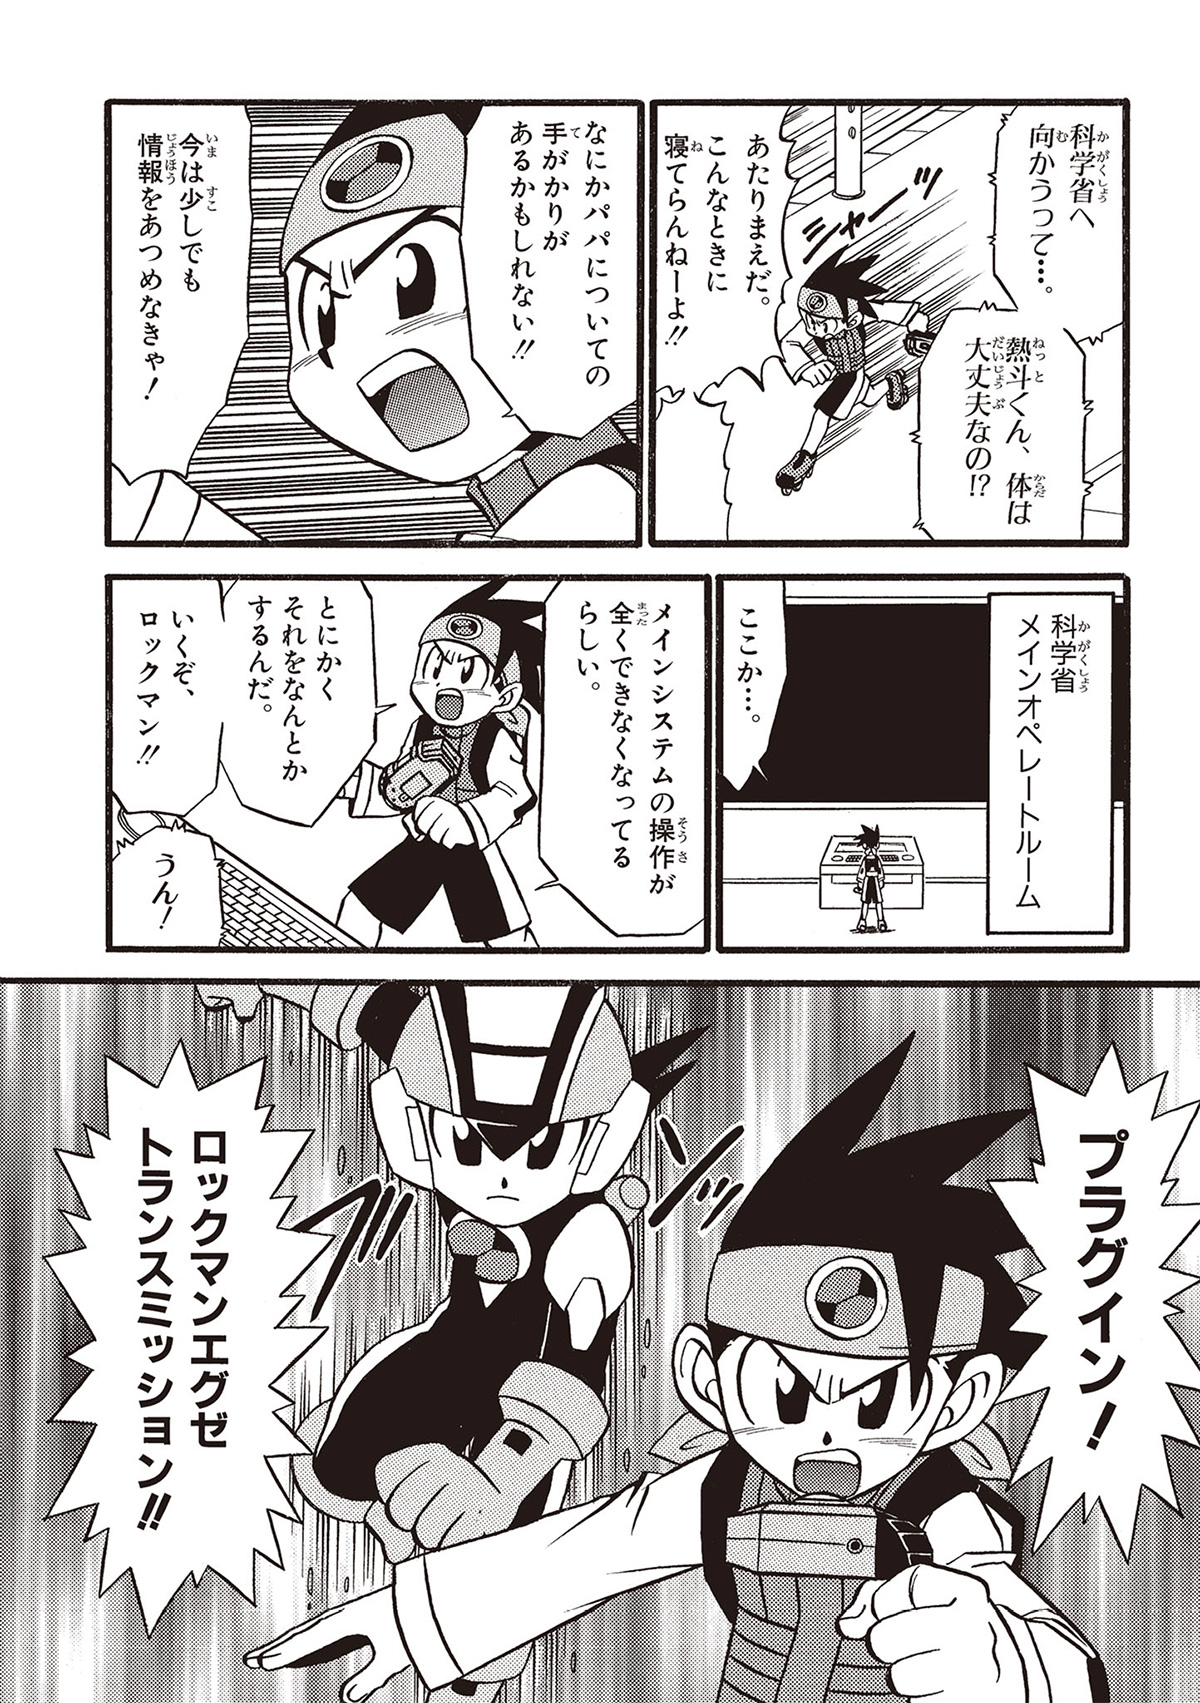 科学省へ
向かうって…。
熱斗くん、体は
大丈夫なの!?
シャーーッ
あたりまえだ。
こんなときに
寝てらんねーよ!!
なにかパパについての
手がかりが
あるかもしれない!!
今は少しでも
情報をあつめなきゃ!
科学省
メインオペレートルーム
ここか…。
メインシステムの操作が
全くできなくなってる
らしい。
とにかく
それをなんとか
するんだ。
いくぞ、
ロックマン!!
うん!
プラグイン!
ロックマンエグゼ
トランスミッション!!